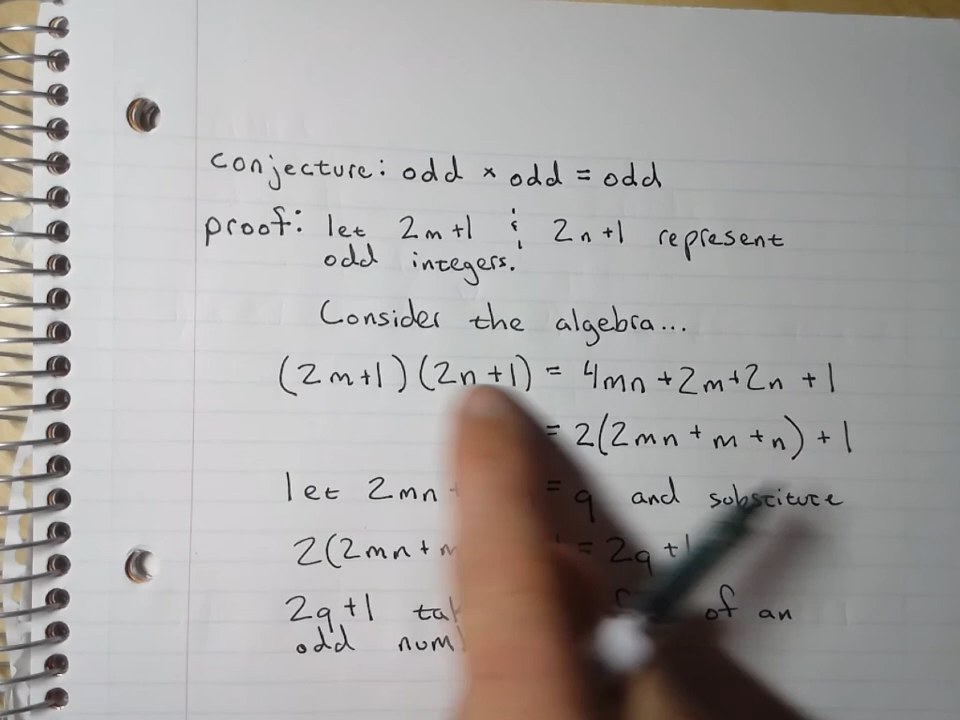 conjecture: odd × odd = odd
proof: let 2m+1 & 2n+1 represent
odd integers.
Consider the algebra...
(2m+1)(2n+1) = 4mn+2m+2n+1
= 2(2mn+m+n)+1
let 2mn = q and substitute
2(2mn+ = 2q+1
2q+1 of an
odd